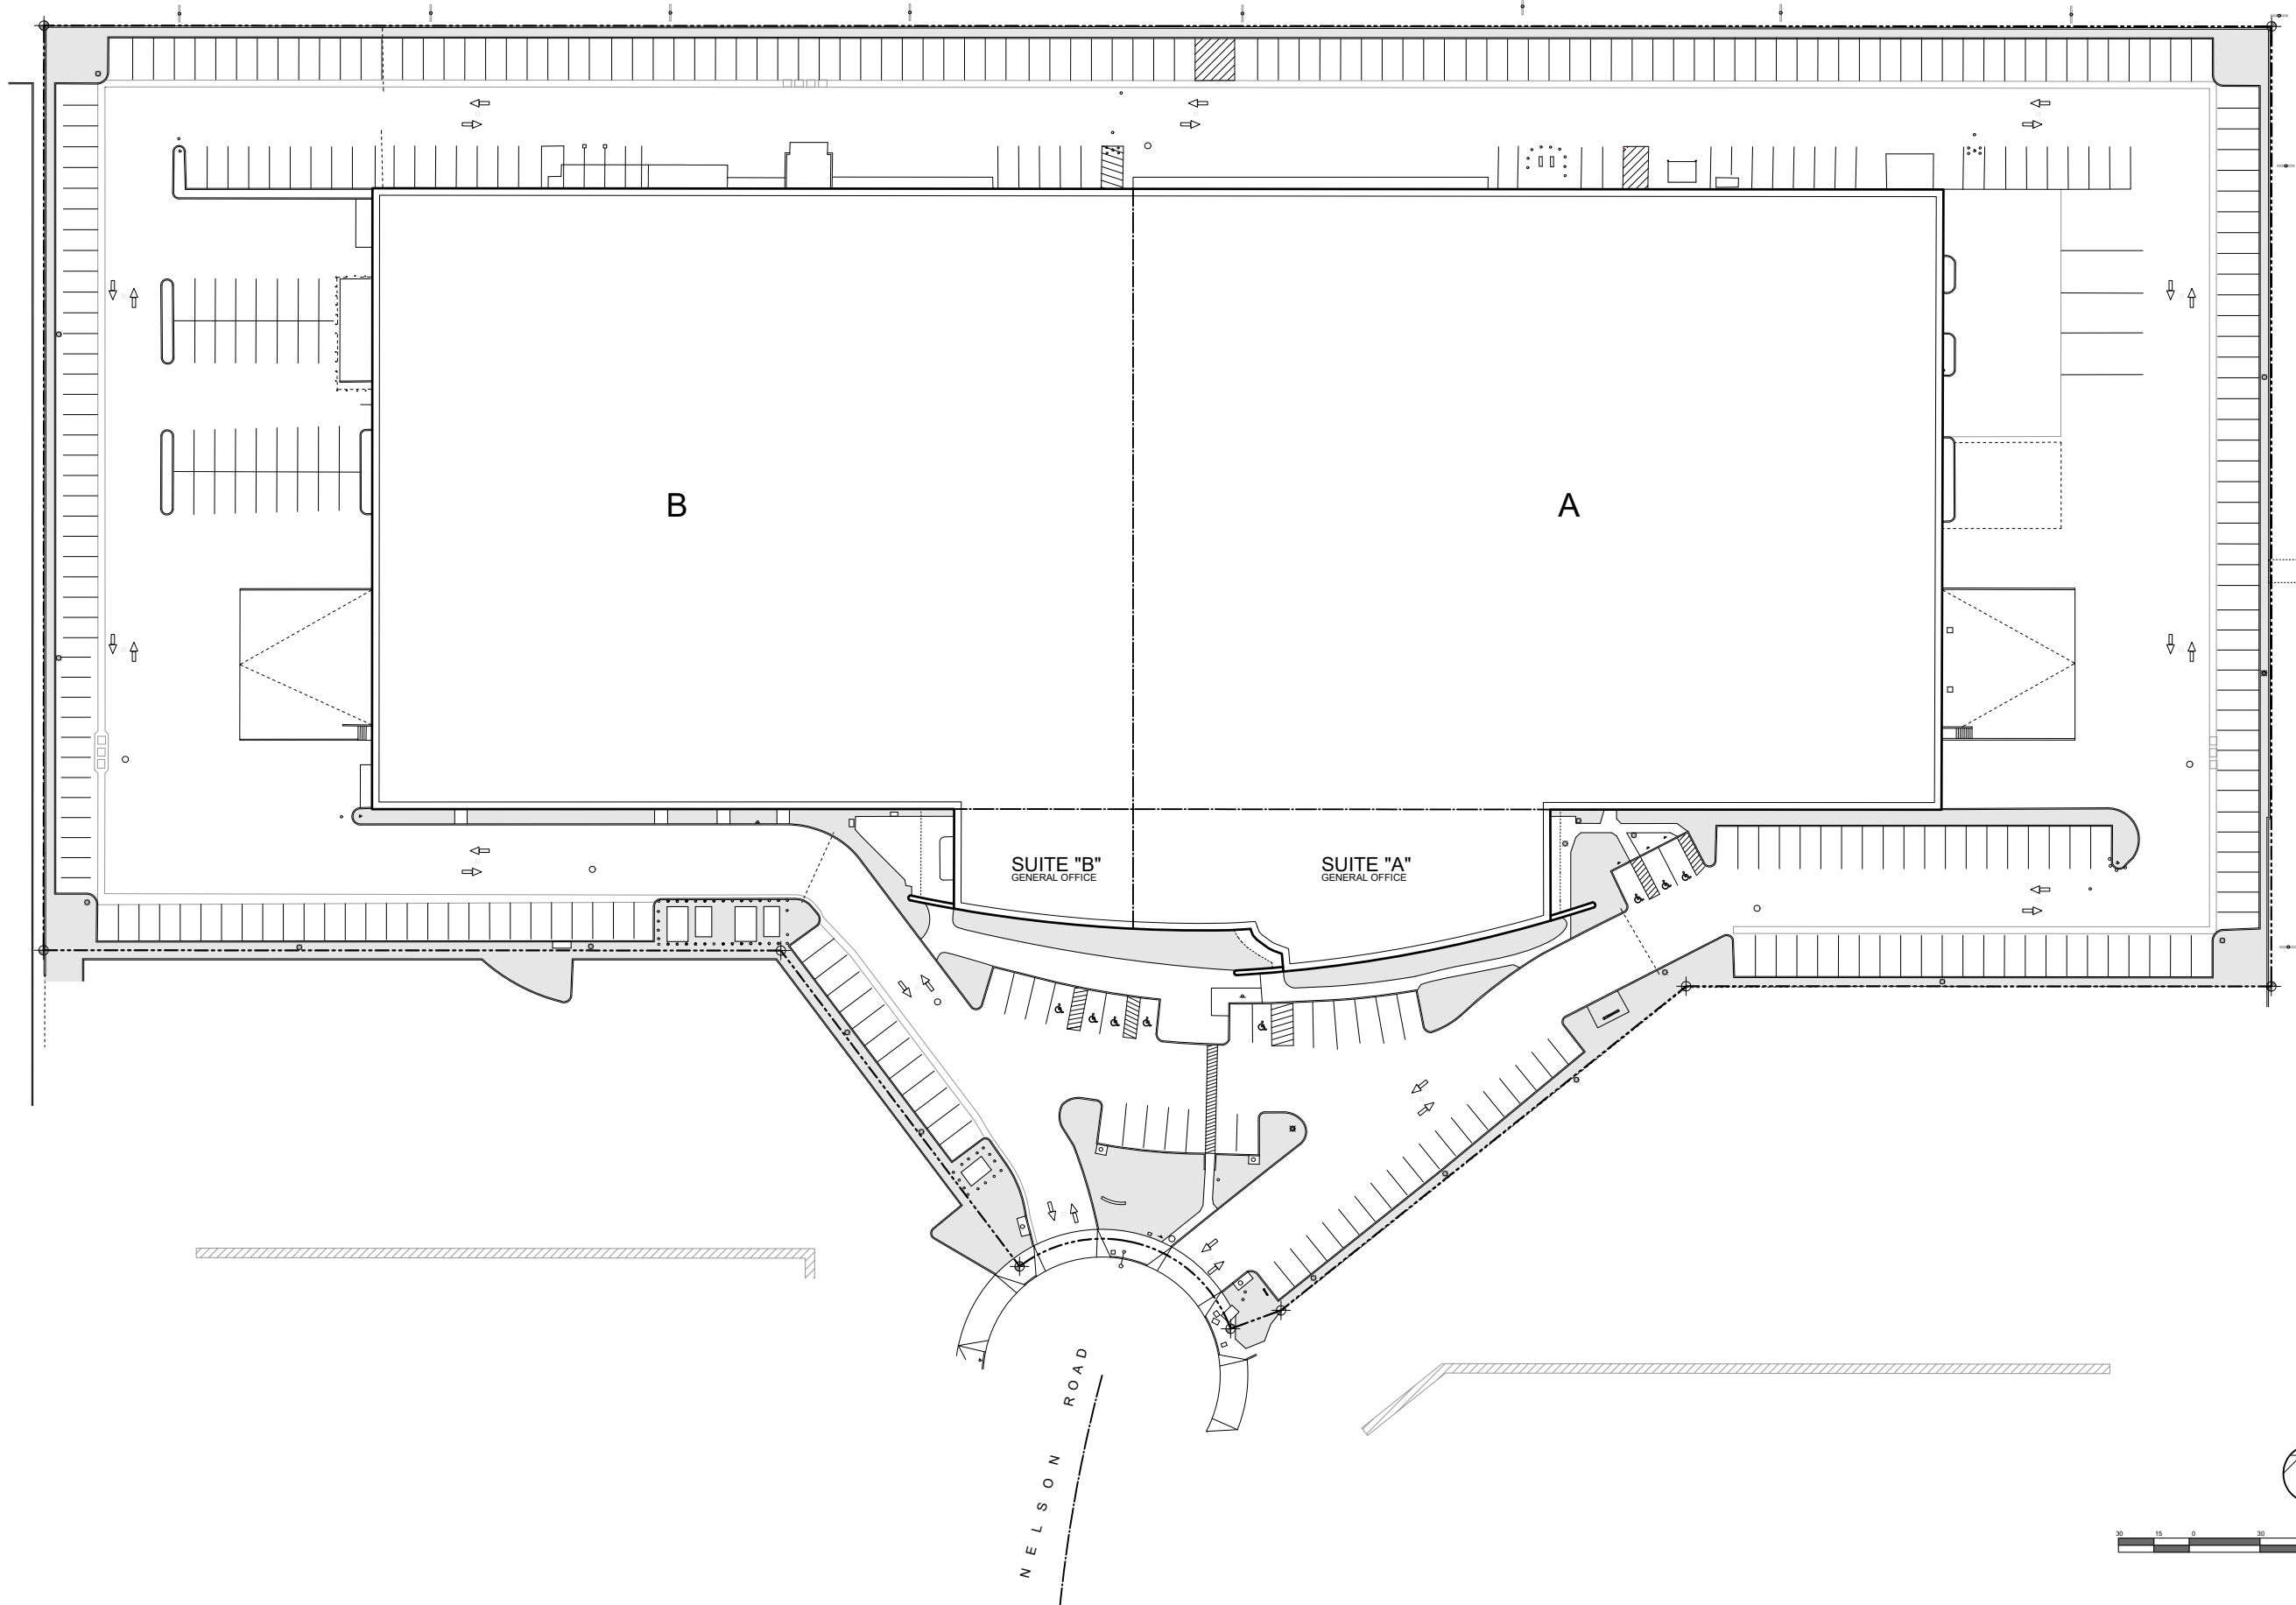 B
A
SUITE "B"
GENERAL OFFICE
SUITE "A"
GENERAL OFFICE
NELSON ROAD
30 15 0 30